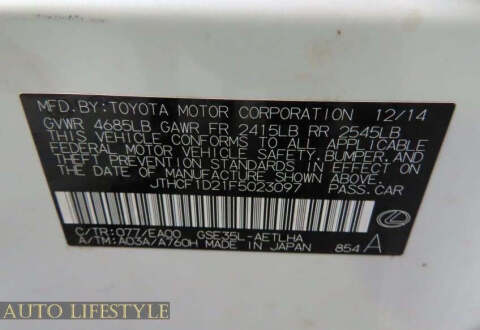 MFD.BY:TOYOTA MOTOR CORPORATION 12/14
GVWR 4685LB GAWR FR 2415LB RR 2545LB
THIS VEHICLE CONFORMS TO ALL APPLICABLE
FEDERAL MOTOR VEHICLE SAFETY, BUMPER,
AND THEFT PREVENTION STANDARDS IN EFFECT ON
THE DATE OF MANUFACTURE SHOWN ABOVE.
JTHCF1D21F5023097 PASS.CAR
C/TR:077/EA00 GSE35L-AETLHA
A/TM:A03A/A760H MADE IN JAPAN 854 A
AUTO LIFESTYLE